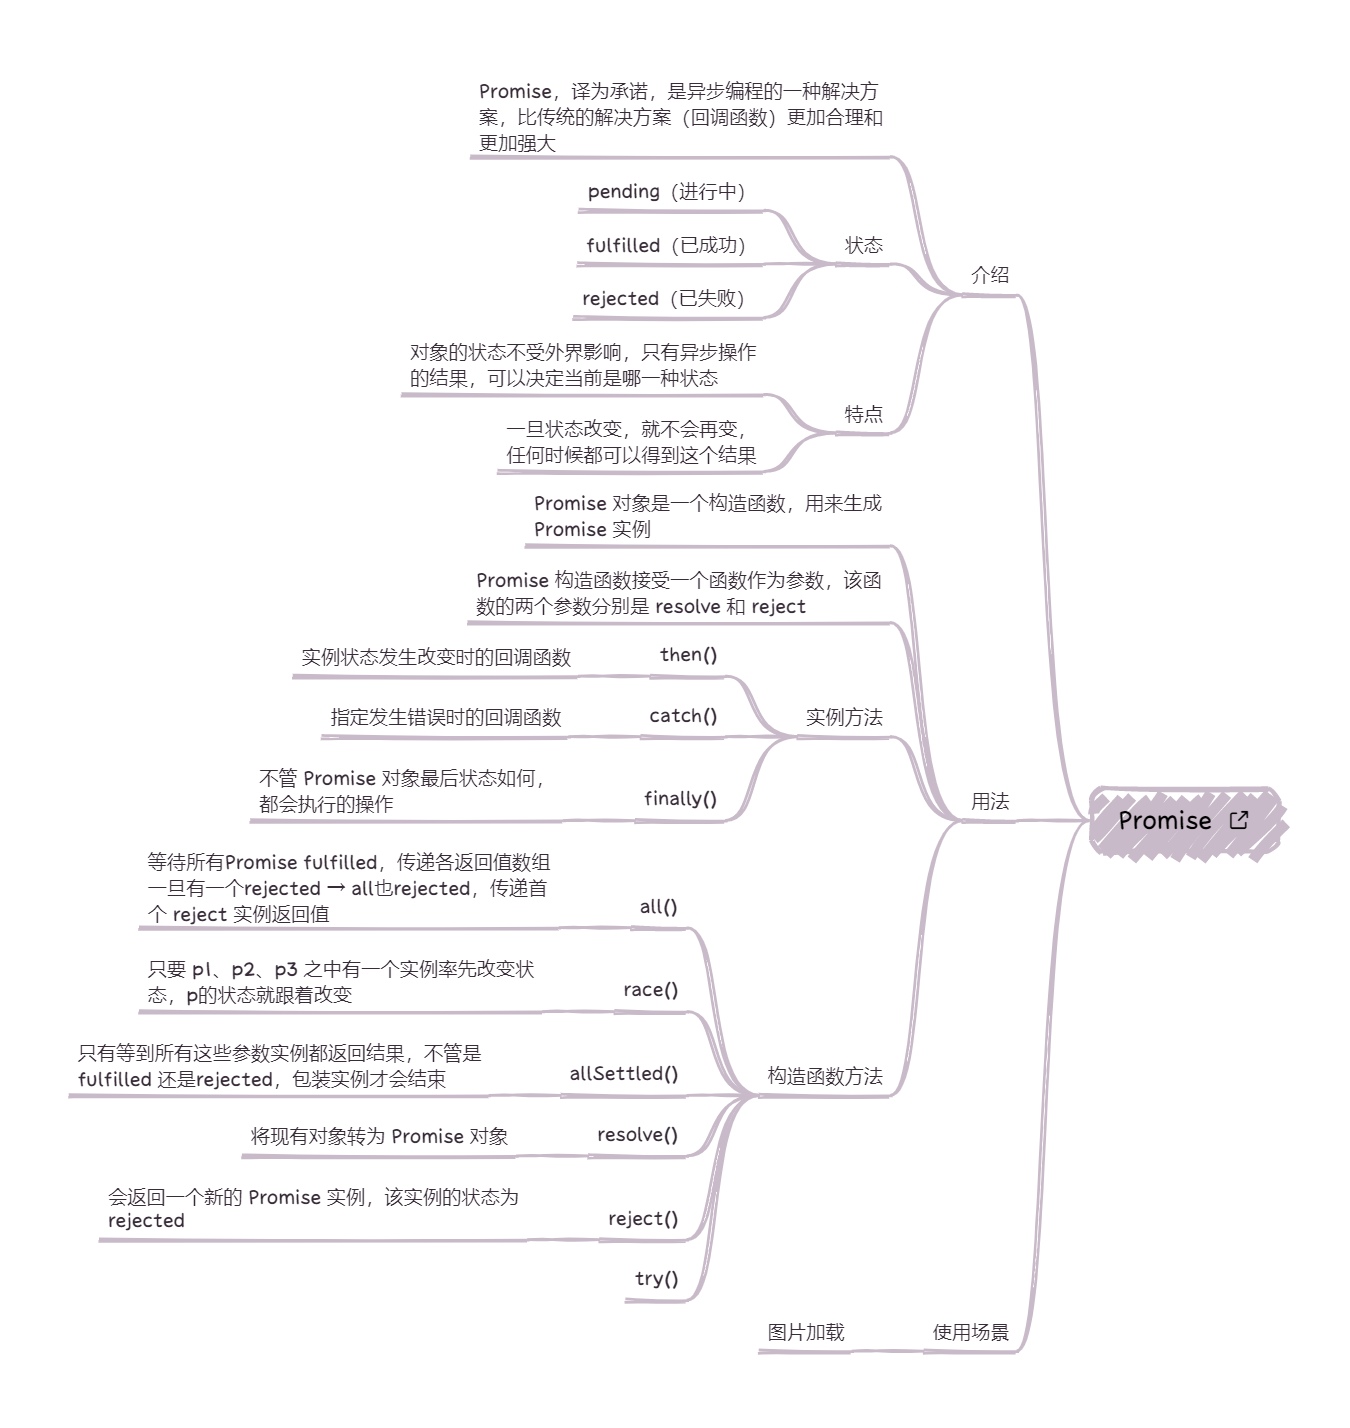 Promise，译为承诺，是异步编程的一种解决方
案，比传统的解决方案（回调函数）更加合理和
更加强大
pending（进行中）
fulfilled（已成功）
状态
介绍
rejected（已失败）
对象的状态不受外界影响，只有异步操作
的结果，可以决定当前是哪一种状态
特点
一旦状态改变，就不会再变，
任何时候都可以得到这个结果
Promise 对象是一个构造函数，用来生成
Promise 实例
Promise 构造函数接受一个函数作为参数，该函
数的两个参数分别是 resolve 和 reject
实例状态发生改变时的回调函数
then()
指定发生错误时的回调函数
catch()
实例方法
不管 Promise 对象最后状态如何，
都会执行的操作
finally()
用法
Promise
等待所有Promise fulfilled，传递各返回值数组
一旦有一个rejected → all也rejected，传递首
个 reject 实例返回值
all()
只要 p1、p2、p3 之中有一个实例率先改变状
态，p的状态就跟着改变
race()
只有等到所有这些参数实例都返回结果，不管是
fulfilled 还是rejected，包装实例才会结束
allSettled()
构造函数方法
将现有对象转为 Promise 对象
resolve()
会返回一个新的 Promise 实例，该实例的状态为
rejected
reject()
try()
图片加载
使用场景